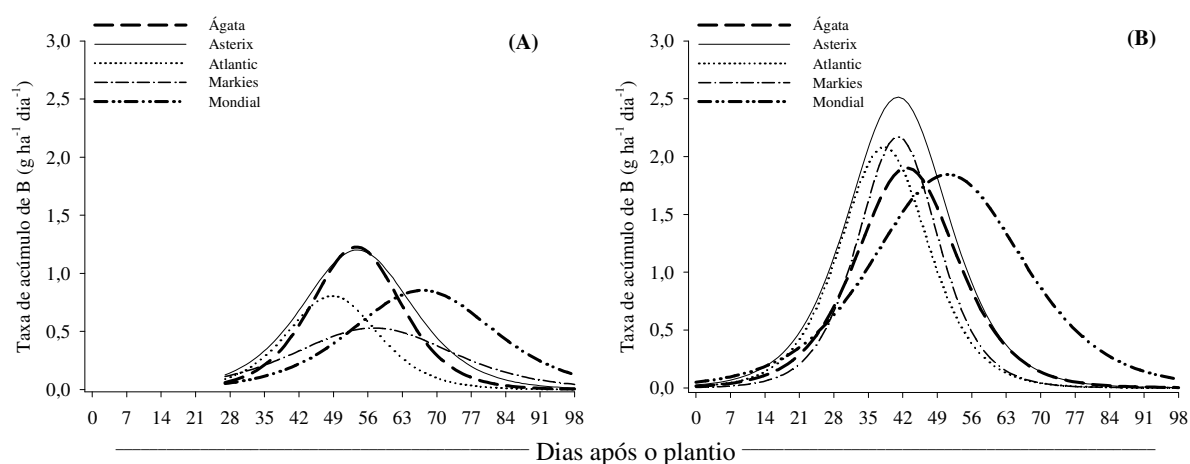 Ágata
Asterix
Atlantic
Markies
Mondial
(A)
Taxa de acúmulo de B (g ha⁻¹ dia⁻¹)
3,0
2,5
2,0
1,5
1,0
0,5
0,0
0 7 14 21 28 35 42 49 56 63 70 77 84 91 98
Ágata
Asterix
Atlantic
Markies
Mondial
(B)
Taxa de acúmulo de B (g ha⁻¹ dia⁻¹)
3,0
2,5
2,0
1,5
1,0
0,5
0,0
0 7 14 21 28 35 42 49 56 63 70 77 84 91 98
Dias após o plantio